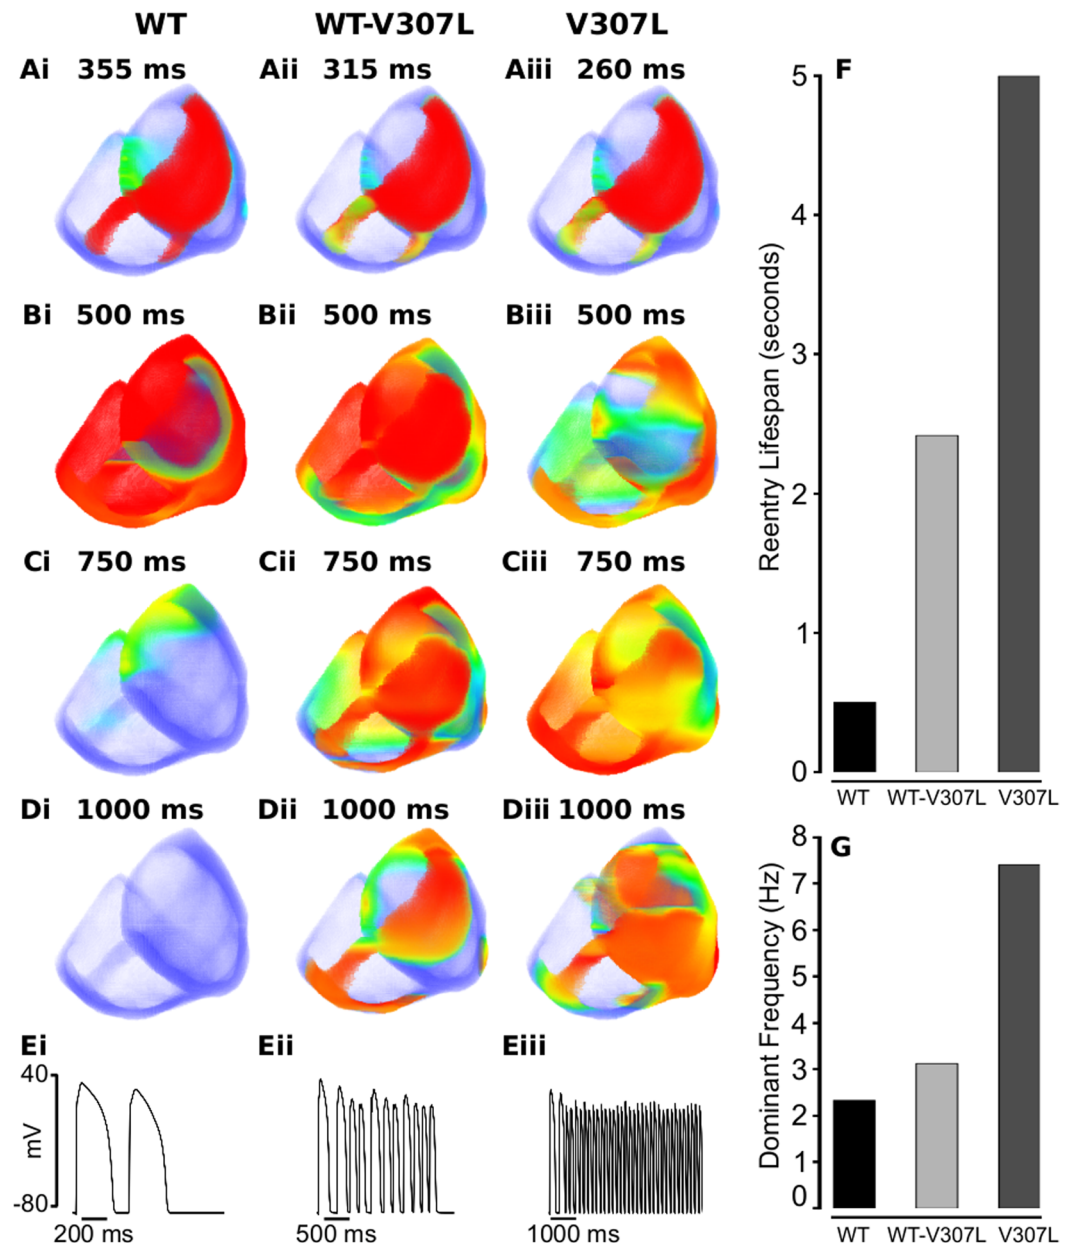 WT WT-V307L V307L
Ai 355 ms Aii 315 ms Aiii 260 ms
Bi 500 ms Bii 500 ms Biii 500 ms
Ci 750 ms Cii 750 ms Ciii 750 ms
Di 1000 ms Dii 1000 ms Diii 1000 ms
Ei Eii Eiii
40
mV
-80
200 ms 500 ms 1000 ms
F
Reentry Lifespan (seconds)
5
4
3
2
1
0
WT WT-V307L V307L
G
Dominant Frequency (Hz)
8
7
6
5
4
3
2
1
0
WT WT-V307L V307L